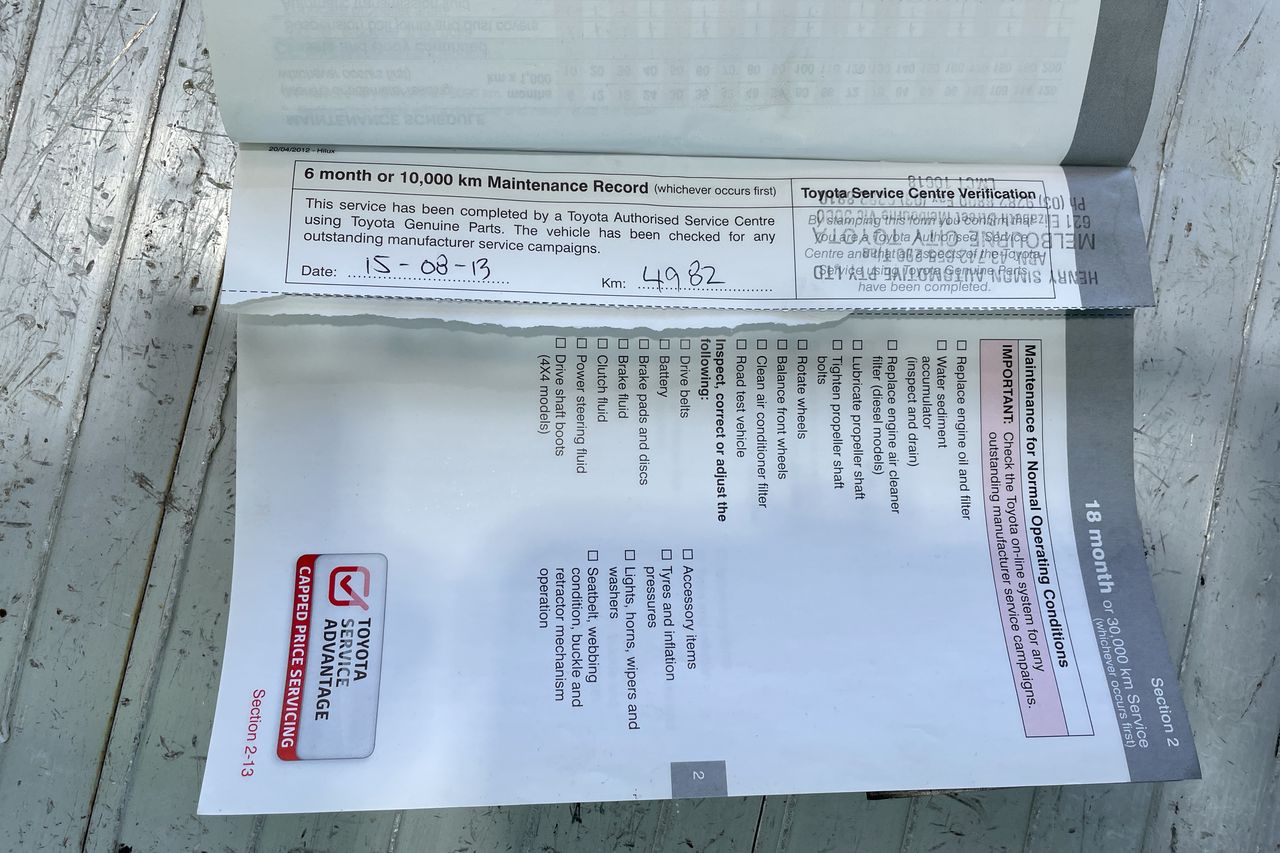 20/04/2012 - Hilux
6 month or 10,000 km Maintenance Record (whichever occurs first)
This service has been completed by a Toyota Authorised Service Centre
using Toyota Genuine Parts. The vehicle has been checked for any
outstanding manufacturer service campaigns.
Date: 15-08-13
Km: 4982
Toyota Service Centre Verification
By stamping this form you confirm that
you are a Toyota Authorised Service
Centre and that all aspects of the Toyota
Service using Toyota Genuine Parts
have been completed.
HENRY SIMON AUTOMOTIVE PTY LTD
MELBOURNE CITY TOYOTA
Section 2
18 month or 30,000 km Service
(whichever occurs first)
Maintenance for Normal Operating Conditions
IMPORTANT: Check the Toyota on-line system for any
outstanding manufacturer service campaigns.
☐ Replace engine oil and filter
☐ Water sediment
accumulator
(inspect and drain)
☐ Replace engine air cleaner
filter (diesel models)
☐ Lubricate propeller shaft
☐ Tighten propeller shaft
bolts
☐ Rotate wheels
☐ Balance front wheels
☐ Clean air conditioner filter
☐ Road test vehicle
Inspect, correct or adjust the
following:
☐ Drive belts
☐ Battery
☐ Brake pads and discs
☐ Brake fluid
☐ Clutch fluid
☐ Power steering fluid
☐ Drive shaft boots
(4X4 models)
☐ Accessory items
☐ Tyres and inflation
pressures
☐ Lights, horns, wipers and
washers
☐ Seatbelt, webbing
condition, buckle and
retractor mechanism
operation
TOYOTA
SERVICE
ADVANTAGE
CAPPED PRICE SERVICING
2
Section 2-13